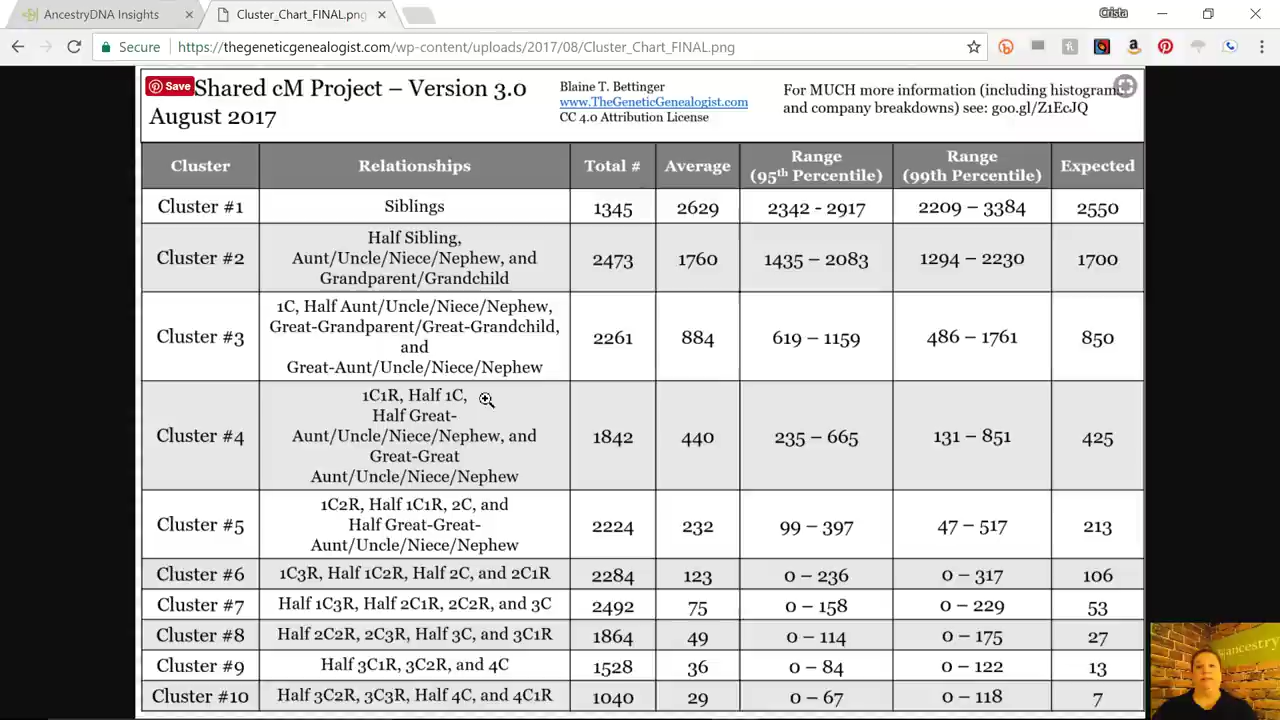 AncestryDNA Insights
Cluster_Chart_FINAL.png
Crista
Secure
https://thegeneticgenealogist.com/wp-content/uploads/2017/08/Cluster_Chart_FINAL.png
Save
Shared cM Project – Version 3.0
August 2017
Blaine T. Bettinger
www.TheGeneticGenealogist.com
CC 4.0 Attribution License
For MUCH more information (including histogram
and company breakdowns) see: goo.gl/Z1EcJQ
Cluster Relationships Total # Average Range (95th Percentile) Range (99th Percentile) Expected
Cluster #1 Siblings 1345 2629 2342 - 2917 2209 – 3384 2550
Half Sibling,
Cluster #2 Aunt/Uncle/Niece/Nephew, and 2473 1760 1435 – 2083 1294 – 2230 1700
Grandparent/Grandchild
1C, Half Aunt/Uncle/Niece/Nephew,
Great-Grandparent/Great-Grandchild,
Cluster #3 and 2261 884 619 – 1159 486 – 1761 850
Great-Aunt/Uncle/Niece/Nephew
1C1R, Half 1C,
Half Great-
Cluster #4 Aunt/Uncle/Niece/Nephew, and 1842 440 235 – 665 131 – 851 425
Great-Great
Aunt/Uncle/Niece/Nephew
1C2R, Half 1C1R, 2C, and
Cluster #5 Half Great-Great- 2224 232 99 – 397 47 – 517 213
Aunt/Uncle/Niece/Nephew
Cluster #6 1C3R, Half 1C2R, Half 2C, and 2C1R 2284 123 0 – 236 0 – 317 106
Cluster #7 Half 1C3R, Half 2C1R, 2C2R, and 3C 2492 75 0 – 158 0 – 229 53
Cluster #8 Half 2C2R, 2C3R, Half 3C, and 3C1R 1864 49 0 – 114 0 – 175 27
Cluster #9 Half 3C1R, 3C2R, and 4C 1528 36 0 – 84 0 – 122 13
Cluster #10 Half 3C2R, 3C3R, Half 4C, and 4C1R 1040 29 0 – 67 0 – 118 7
ancestry